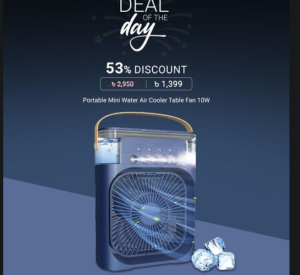 DEAL
OF THE
day
53% DISCOUNT
৳ 2,950 ৳ 1,399
Portable Mini Water Air Cooler Table Fan 10W